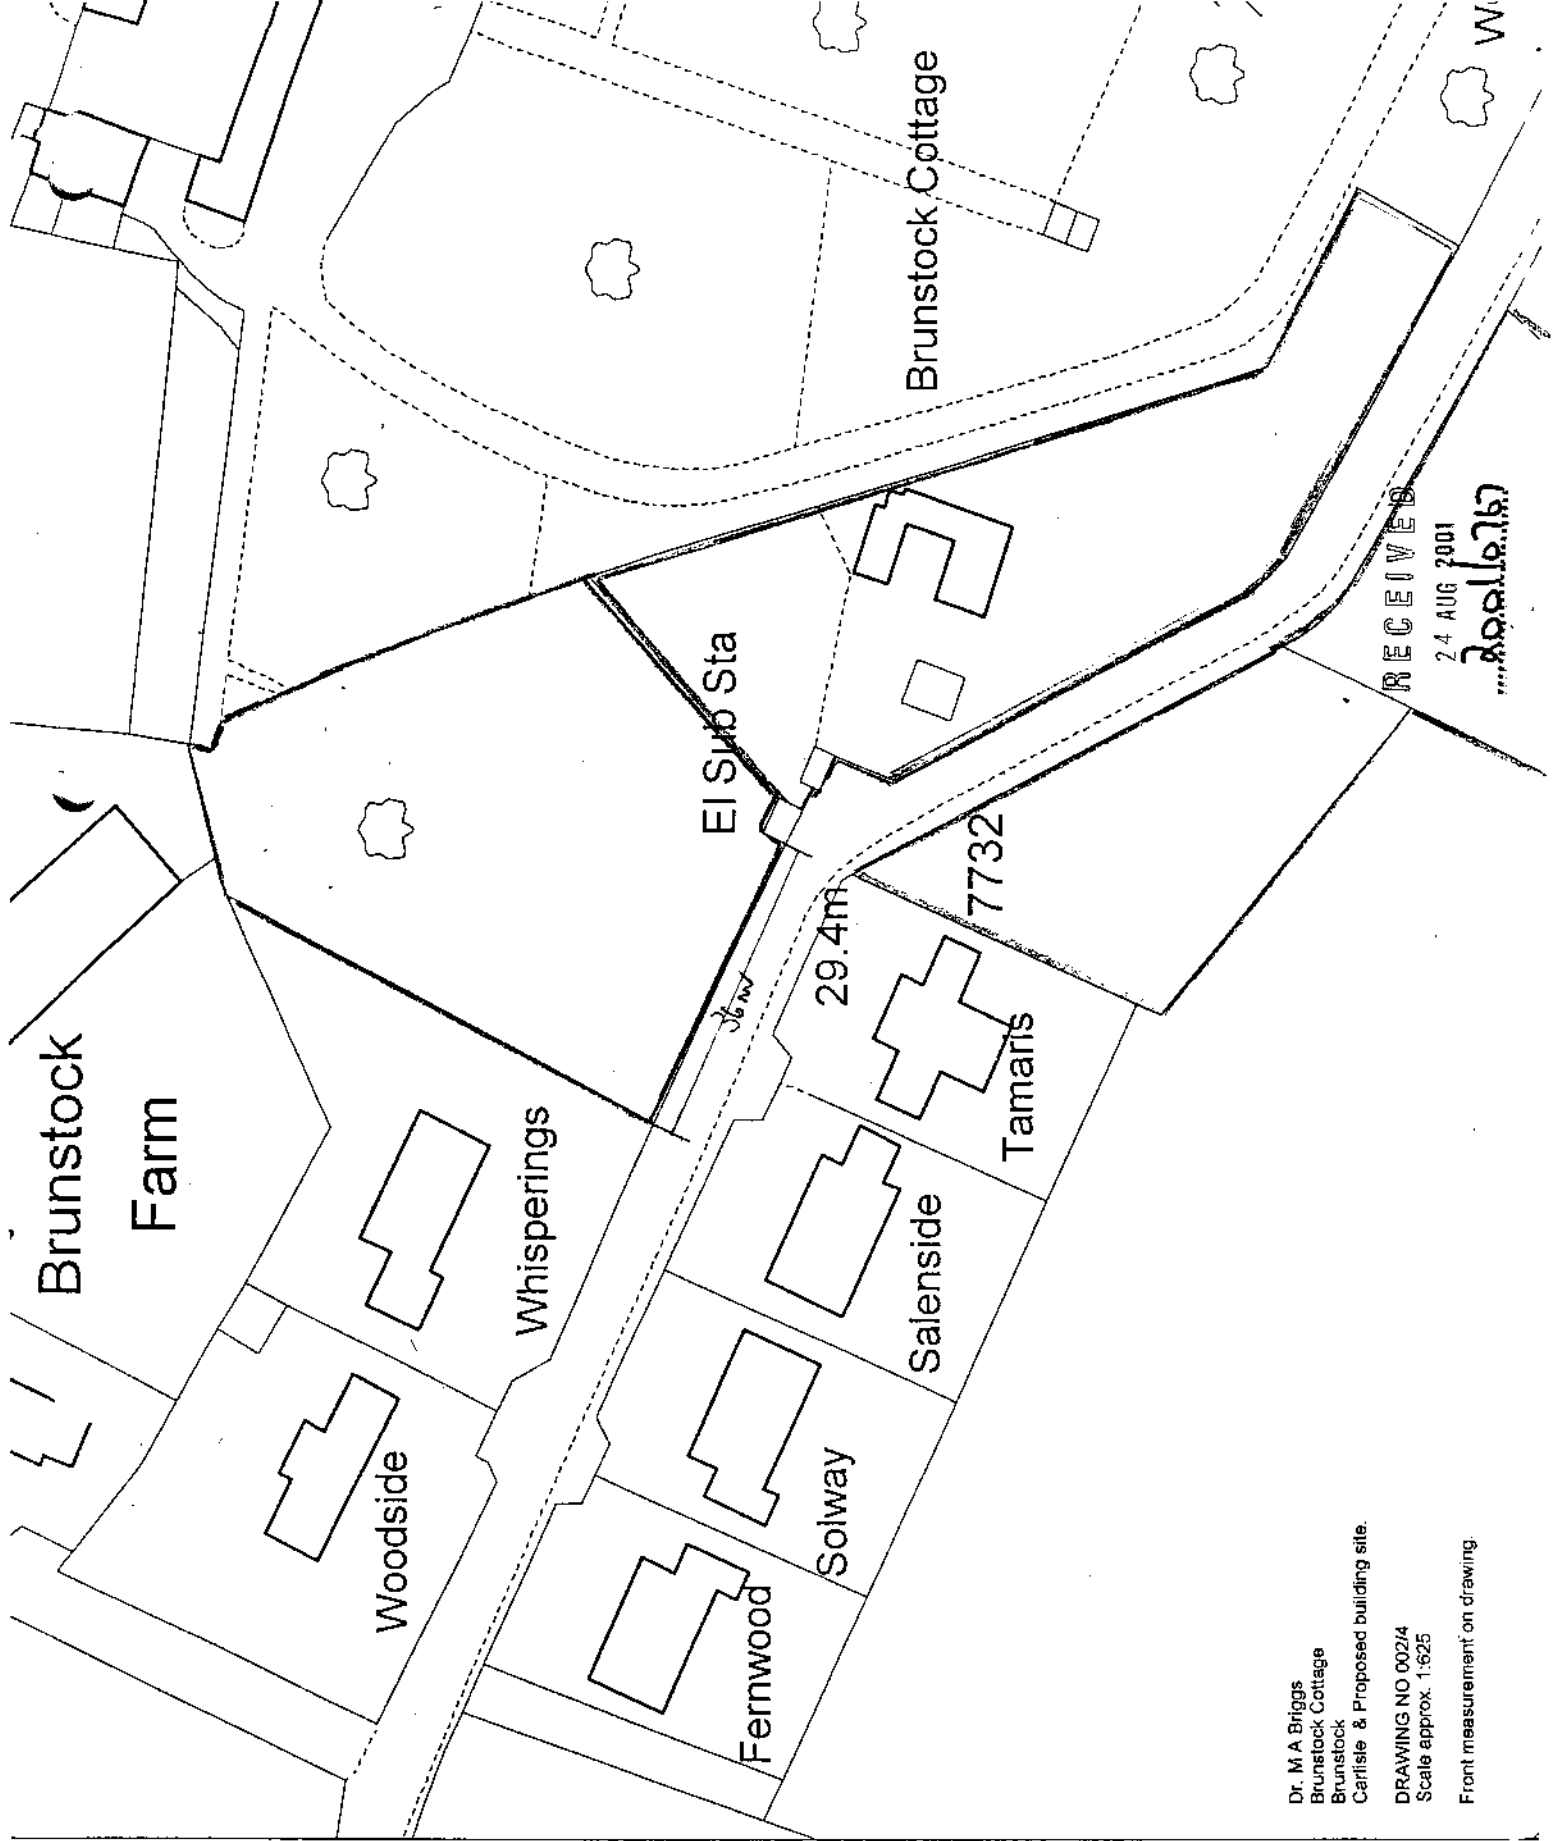 Brunstock
Farm
Woodside
Whisperings
El Sub Sta
Brunstock Cottage
36m
29.4m
7732
Fernwood
Solway
Salenside
Tamaris
RECEIVED
24 AUG 2001
Dr. M A Briggs
Brunstock Cottage
Brunstock
Carlisle & Proposed building site.
DRAWING NO 002/4
Scale approx. 1:625
Front measurement on drawing.